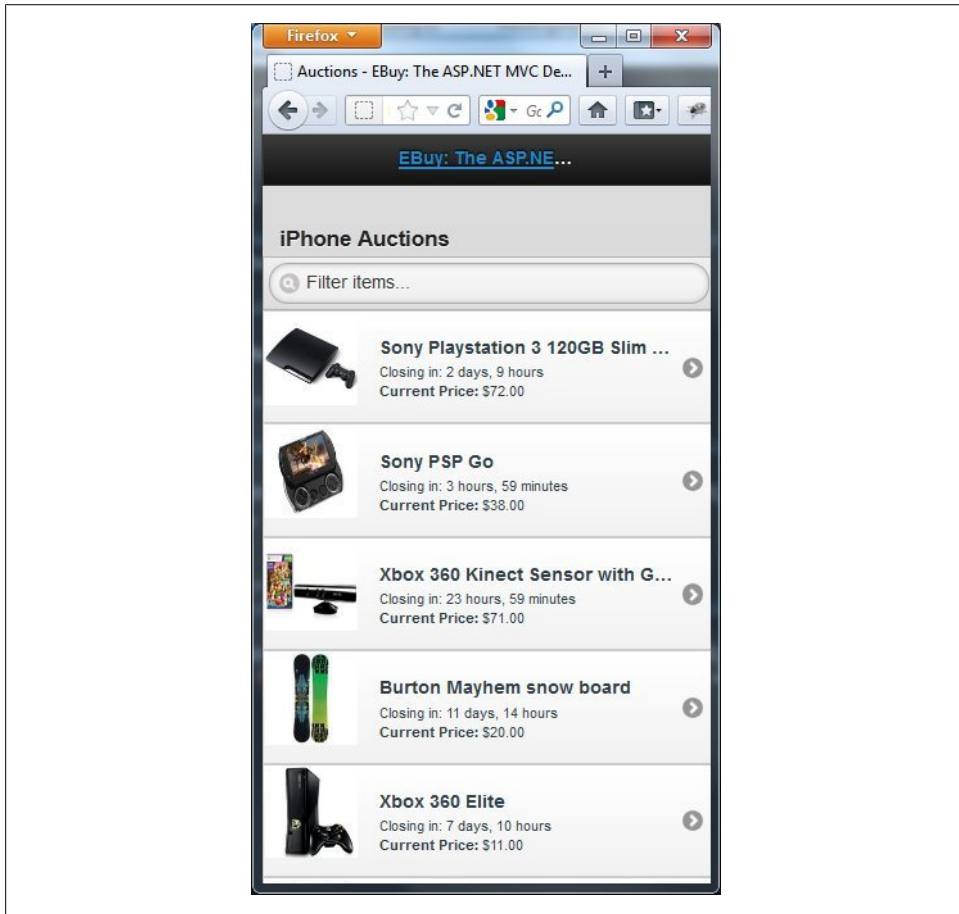 Firefox
Auctions - EBuy: The ASP.NET MVC De...
EBuy: The ASP.NE...
iPhone Auctions
Filter items...
Sony Playstation 3 120GB Slim ...
Closing in: 2 days, 9 hours
Current Price: $72.00
Sony PSP Go
Closing in: 3 hours, 59 minutes
Current Price: $38.00
Xbox 360 Kinect Sensor with G...
Closing in: 23 hours, 59 minutes
Current Price: $71.00
Burton Mayhem snow board
Closing in: 11 days, 14 hours
Current Price: $20.00
Xbox 360 Elite
Closing in: 7 days, 10 hours
Current Price: $11.00